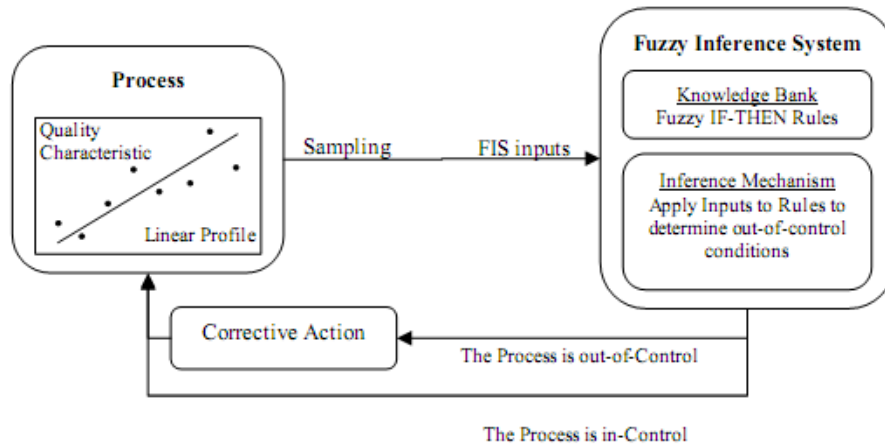 Process
Quality
Characteristic
Linear Profile
Sampling
FIS inputs
Fuzzy Inference System
Knowledge Bank
Fuzzy IF-THEN Rules
Inference Mechanism
Apply Inputs to Rules to
determine out-of-control
conditions
Corrective Action
The Process is out-of-Control
The Process is in-Control